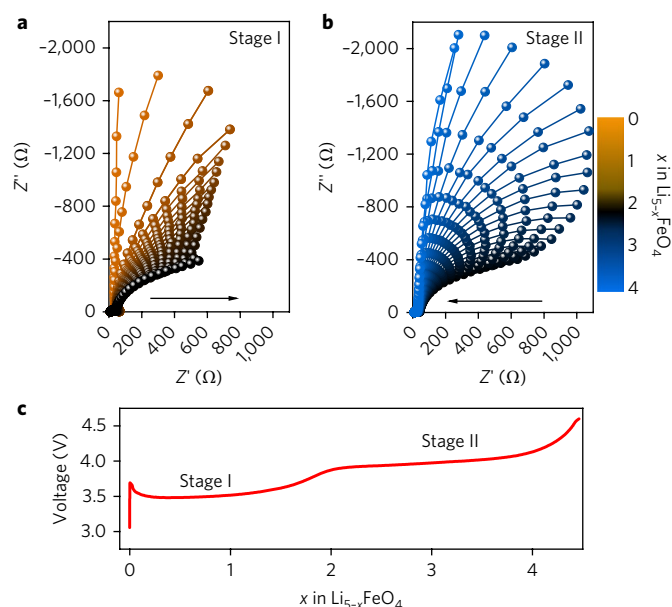 a
Stage I
–2,000
–1,600
–1,200
–800
–400
0
Z'' (Ω)
0
200
400
600
800
1,000
Z' (Ω)
b
Stage II
–2,000
–1,600
–1,200
–800
–400
0
Z'' (Ω)
0
200
400
600
800
1,000
Z' (Ω)
0
1
2
3
4
x in Li₅₋ₓFeO₄
c
4.5
4.0
3.5
3.0
Voltage (V)
Stage I
Stage II
0
1
2
3
4
x in Li₅₋ₓFeO₄